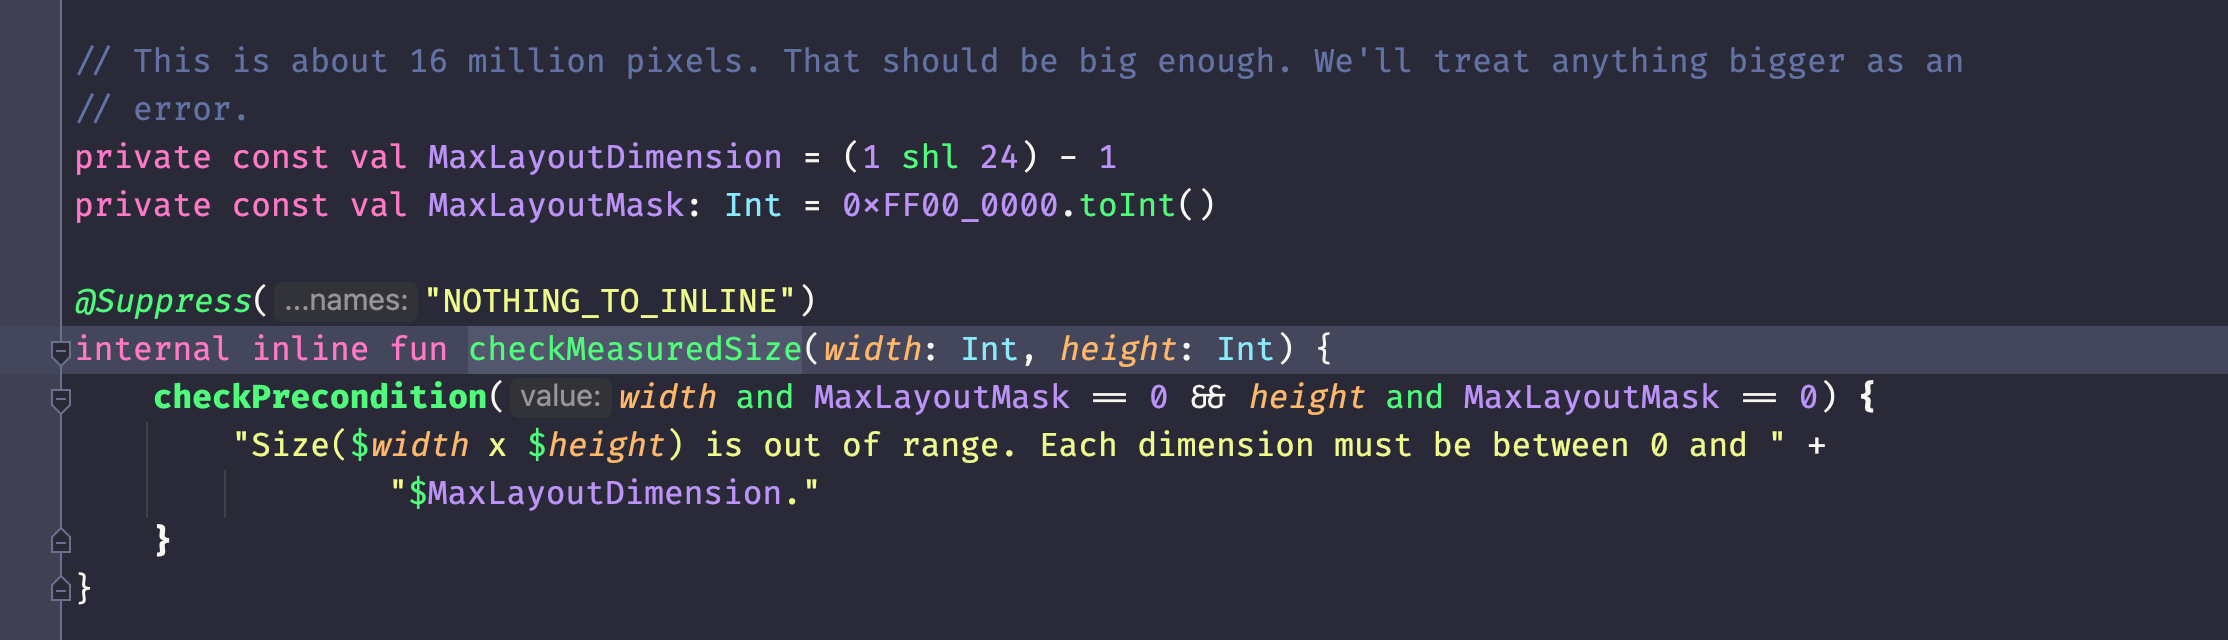 // This is about 16 million pixels. That should be big enough. We'll treat anything bigger as an
// error.
private const val MaxLayoutDimension = (1 shl 24) - 1
private const val MaxLayoutMask: Int = 0xFF00_0000.toInt()
@Suppress( ...names: "NOTHING_TO_INLINE")
internal inline fun checkMeasuredSize(width: Int, height: Int) {
checkPrecondition( value: width and MaxLayoutMask == 0 && height and MaxLayoutMask == 0) {
"Size($width x $height) is out of range. Each dimension must be between 0 and " +
"$MaxLayoutDimension."
}
}